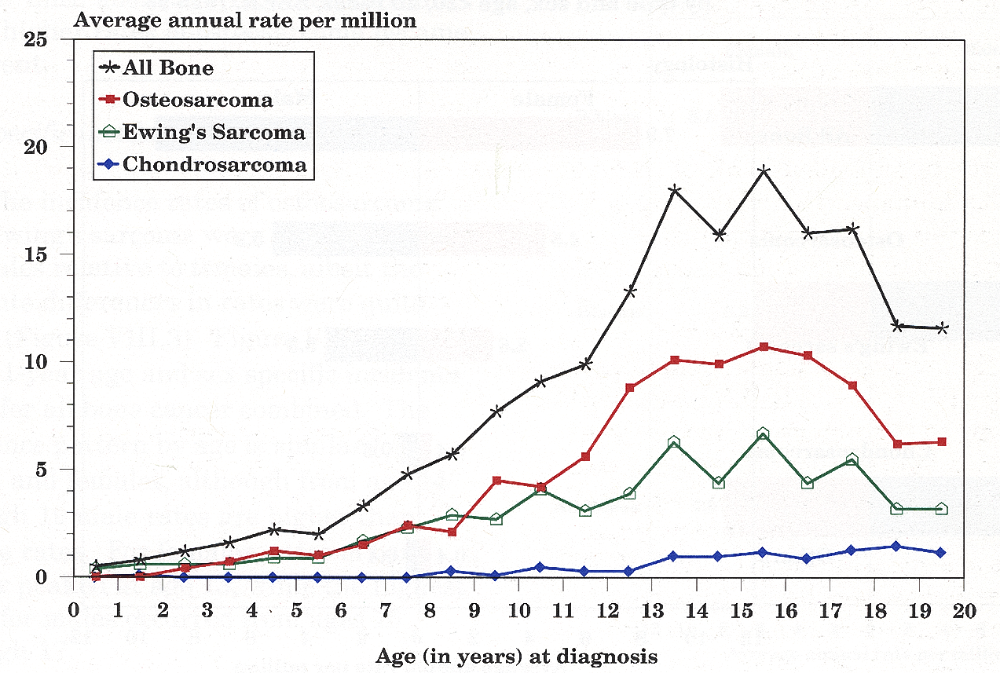 Average annual rate per million
25
20
15
10
5
0
All Bone
Osteosarcoma
Ewing's Sarcoma
Chondrosarcoma
0 1 2 3 4 5 6 7 8 9 10 11 12 13 14 15 16 17 18 19 20
Age (in years) at diagnosis